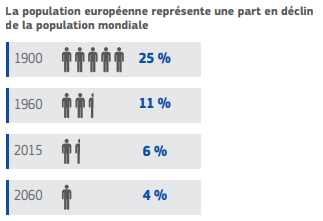 La population européenne représente une part en déclin
de la population mondiale
1900 25 %
1960 11 %
2015 6 %
2060 4 %